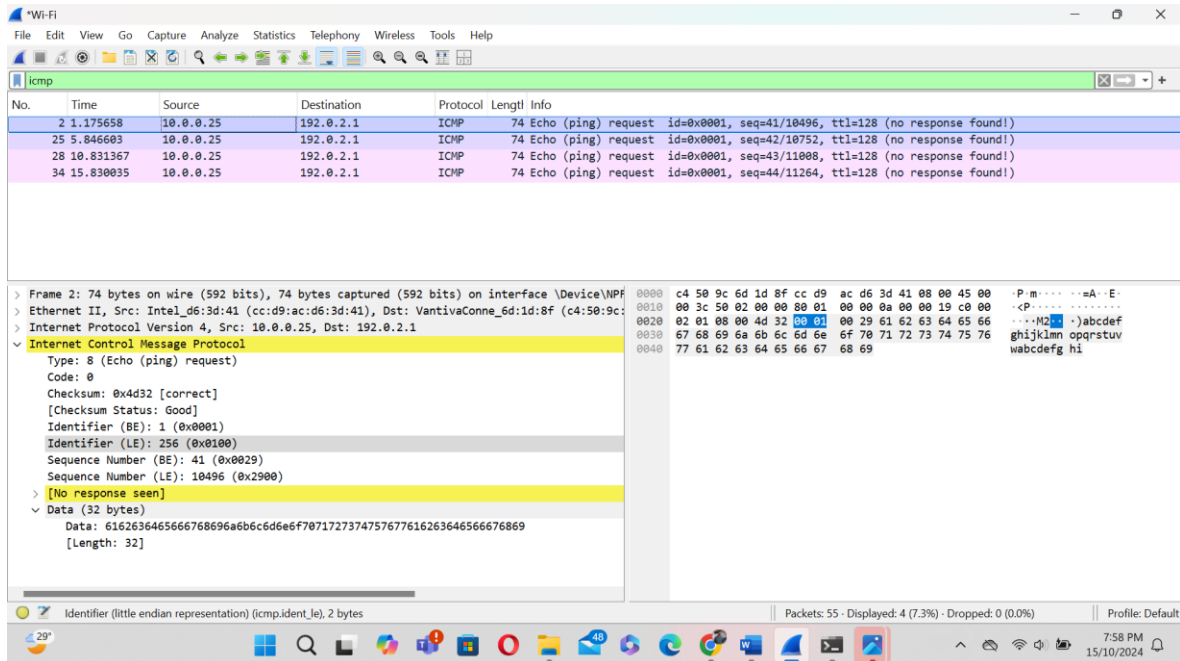 *Wi-Fi
File Edit View Go Capture Analyze Statistics Telephony Wireless Tools Help
icmp
No. Time Source Destination Protocol Lengtl Info
2 1.175658 10.0.0.25 192.0.2.1 ICMP 74 Echo (ping) request id=0x0001, seq=41/10496, ttl=128 (no response found!)
25 5.846603 10.0.0.25 192.0.2.1 ICMP 74 Echo (ping) request id=0x0001, seq=42/10752, ttl=128 (no response found!)
28 10.831367 10.0.0.25 192.0.2.1 ICMP 74 Echo (ping) request id=0x0001, seq=43/11008, ttl=128 (no response found!)
34 15.830035 10.0.0.25 192.0.2.1 ICMP 74 Echo (ping) request id=0x0001, seq=44/11264, ttl=128 (no response found!)
Frame 2: 74 bytes on wire (592 bits), 74 bytes captured (592 bits) on interface \Device\NPF
Ethernet II, Src: Intel_d6:3d:41 (cc:d9:ac:d6:3d:41), Dst: VantivaConne_6d:1d:8f (c4:50:9c:
Internet Protocol Version 4, Src: 10.0.0.25, Dst: 192.0.2.1
Internet Control Message Protocol
Type: 8 (Echo (ping) request)
Code: 0
Checksum: 0x4d32 [correct]
[Checksum Status: Good]
Identifier (BE): 1 (0x0001)
Identifier (LE): 256 (0x0100)
Sequence Number (BE): 41 (0x0029)
Sequence Number (LE): 10496 (0x2900)
[No response seen]
Data (32 bytes)
Data: 6162636465666768696a6b6c6d6e6f7071727374757677616263646566676869
[Length: 32]
0000 c4 50 9c 6d 1d 8f cc d9 ac d6 3d 41 08 00 45 00 ·P·m···· ··=A··E·
0010 00 3c 50 02 00 00 80 01 00 00 0a 00 00 19 c0 00 ·<P····· ········
0020 02 01 08 00 4d 32 00 01 00 29 61 62 63 64 65 66 ····M2·· ·)abcdef
0030 67 68 69 6a 6b 6c 6d 6e 6f 70 71 72 73 74 75 76 ghijklmn opqrstuv
0040 77 61 62 63 64 65 66 67 68 69 wabcdefg hi
Identifier (little endian representation) (icmp.ident_le), 2 bytes Packets: 55 · Displayed: 4 (7.3%) · Dropped: 0 (0.0%) Profile: Default
29° 48 7:58 PM
15/10/2024